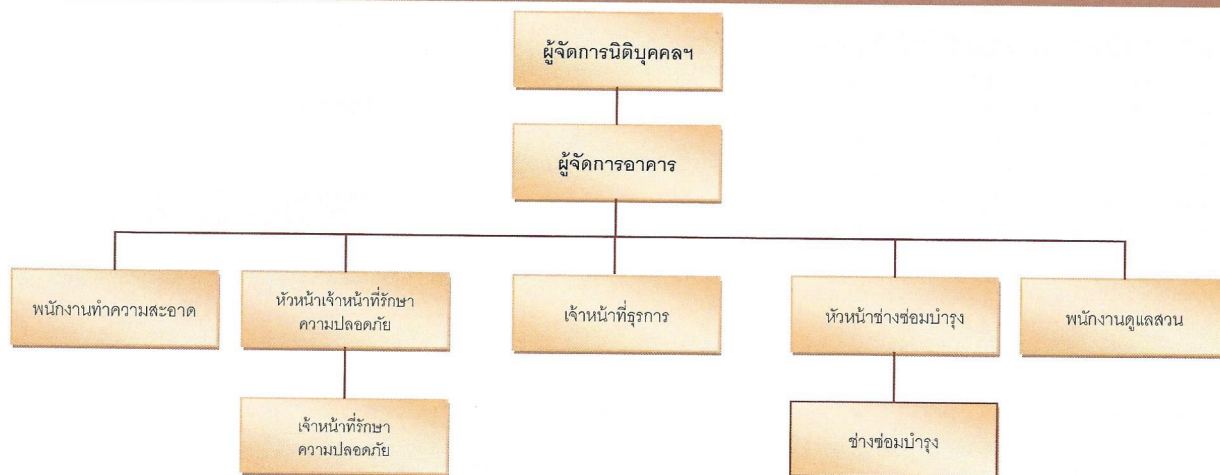 ผู้จัดการนิติบุคคลฯ
ผู้จัดการอาคาร
พนักงานทำความสะอาด
หัวหน้าเจ้าหน้าที่รักษา
ความปลอดภัย
เจ้าหน้าที่ธุรการ
หัวหน้าช่างซ่อมบำรุง
พนักงานดูแลสวน
เจ้าหน้าที่รักษา
ความปลอดภัย
ช่างซ่อมบำรุง